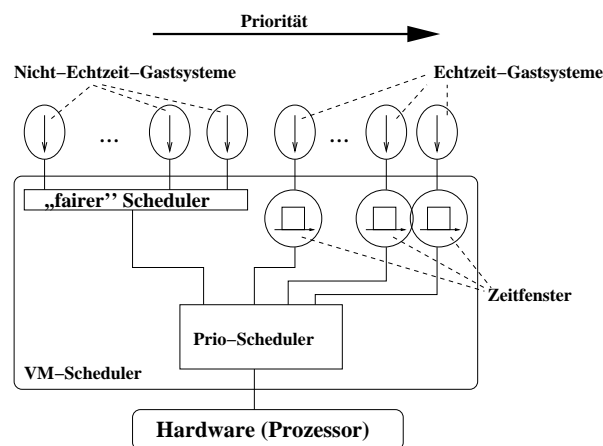 Priorität
Nicht–Echtzeit–Gastsysteme
Echtzeit–Gastsysteme
...
...
„fairer’’ Scheduler
Zeitfenster
Prio–Scheduler
VM–Scheduler
Hardware (Prozessor)